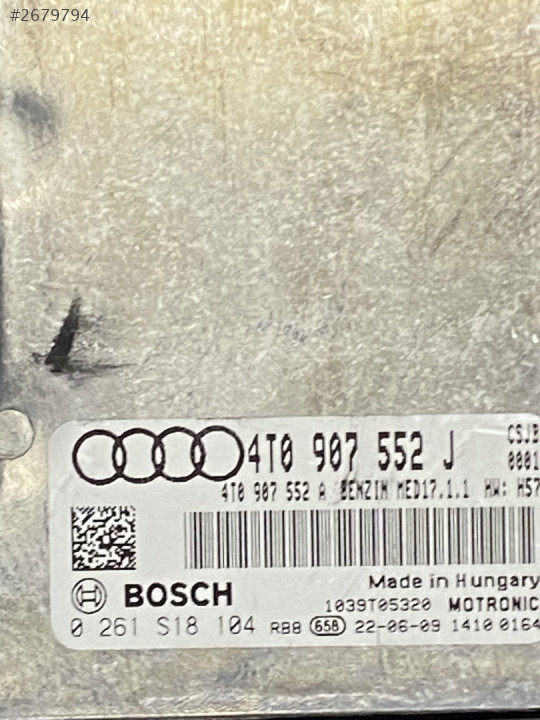 #2679794
4T0 907 552 J
CSJB
0001
4T0 907 552 A BENZIN MED17.1.1 HW: H57
Made in Hungary
BOSCH
1039T05320 MOTRONIC
0 261 S18 104 RBB 658 22-06-09 1410 0164